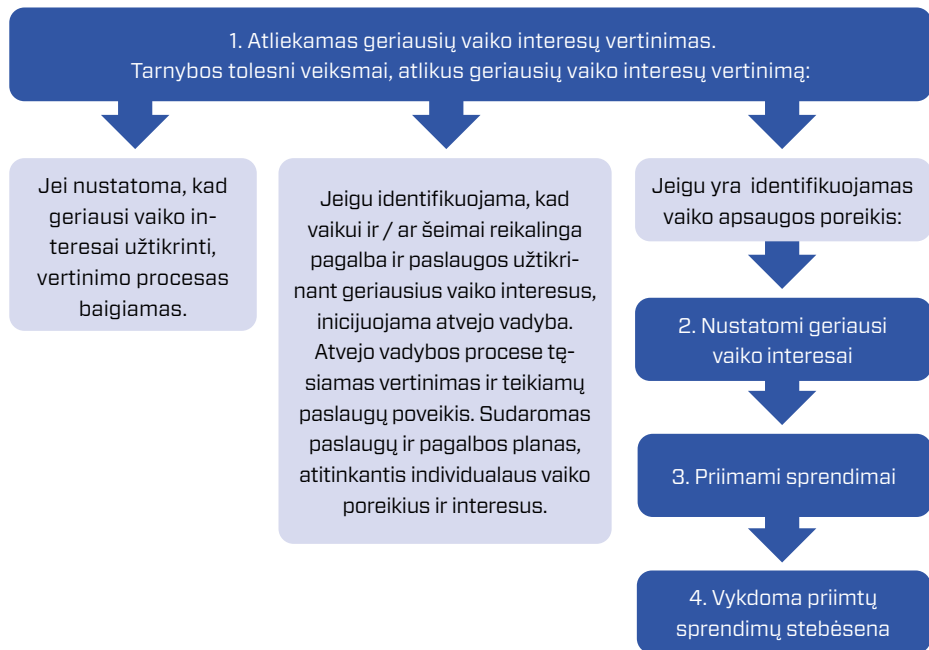 1. Atliekamas geriausių vaiko interesų vertinimas.
Tarnybos tolesni veiksmai, atlikus geriausių vaiko interesų vertinimą:
Jei nustatoma, kad
geriausi vaiko in-
teresai užtikrinti,
vertinimo procesas
baigiamas.
Jeigu identifikuojama, kad
vaikui ir / ar šeimai reikalinga
pagalba ir paslaugos užtikri-
nant geriausius vaiko interesus,
inicijuojama atvejo vadyba.
Atvejo vadybos procese tę-
siamas vertinimas ir teikiamų
paslaugų poveikis. Sudaromas
paslaugų ir pagalbos planas,
atitinkantis individualaus vaiko
poreikius ir interesus.
Jeigu yra identifikuojamas
vaiko apsaugos poreikis:
2. Nustatomi geriausi
vaiko interesai
3. Priimami sprendimai
4. Vykdoma priimtų
sprendimų stebėsena